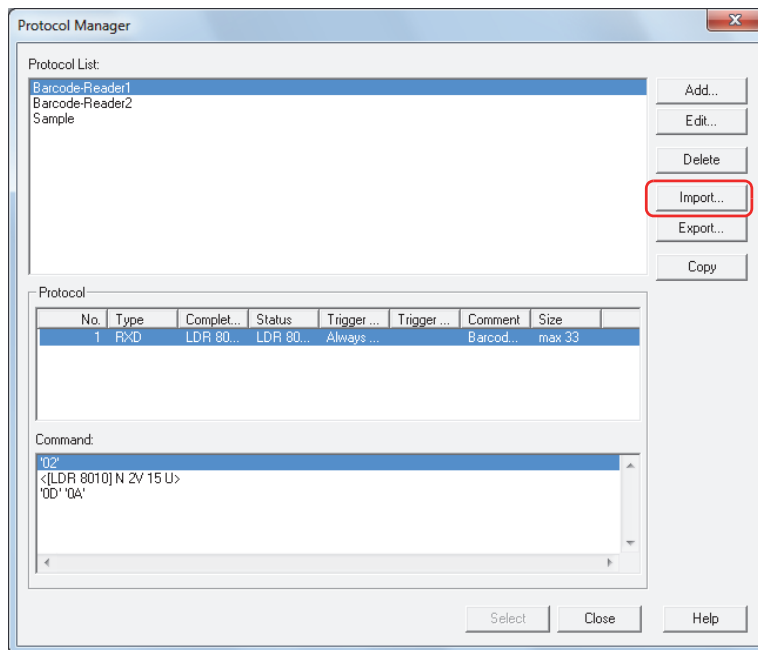 Protocol Manager
Protocol List:
Barcode-Reader1
Barcode-Reader2
Sample
Add...
Edit...
Delete
Import...
Export...
Copy
Protocol
No. Type Complet... Status Trigger ... Trigger ... Comment Size
1 RXD LDR 80... LDR 80... Always ... Barcod... max 33
Command:
'02'
<[LDR 8010] N 2V 15 U>
'0D' '0A'
Select Close Help